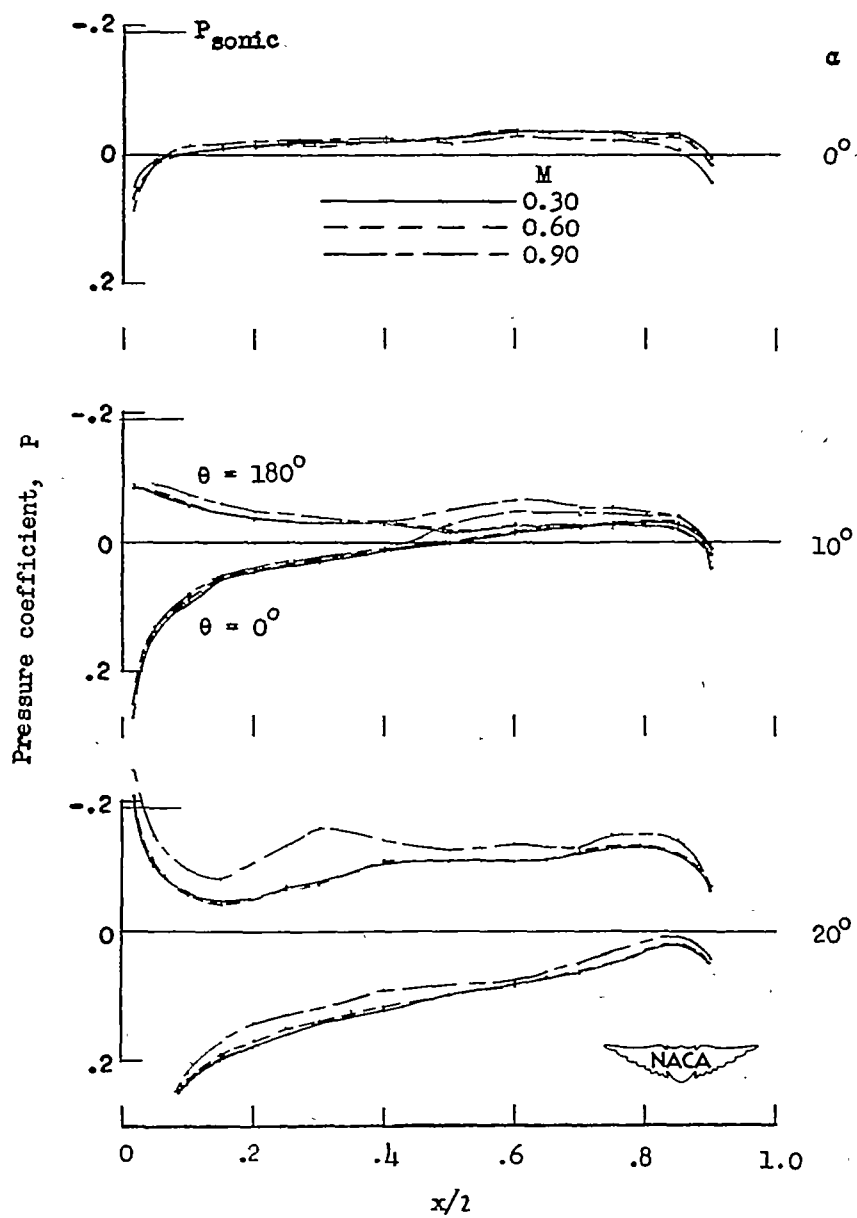 -.2
P sonic
α
0
0°
M
0.30
0.60
0.90
.2
-.2
θ = 180°
0
10°
θ = 0°
.2
Pressure coefficient, P
-.2
0
20°
.2
NACA
0
.2
.4
.6
.8
1.0
x/l